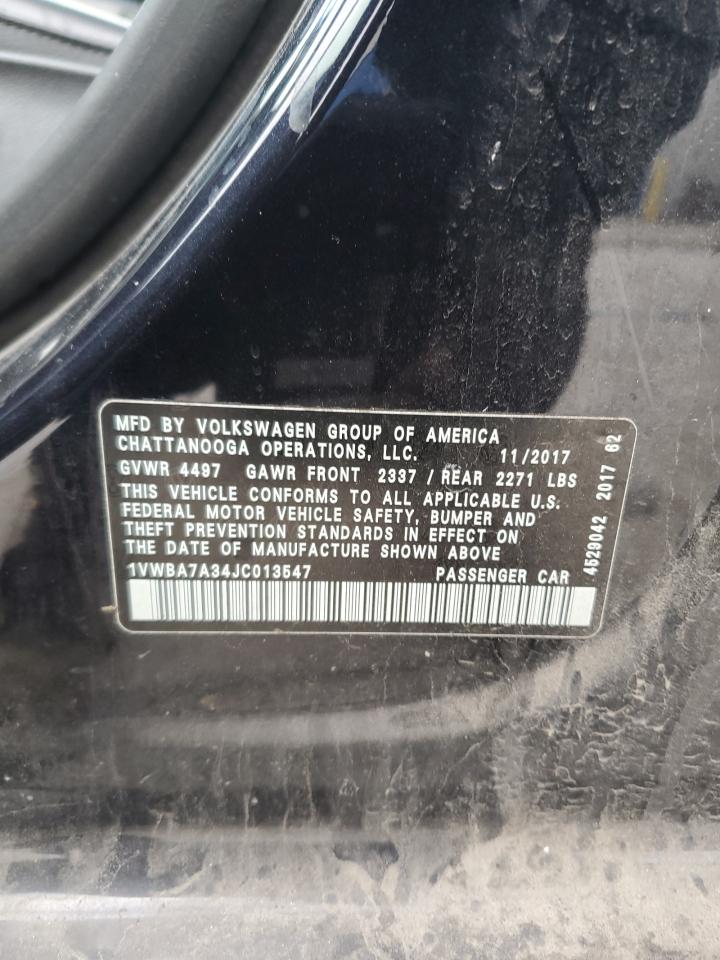 MFD BY VOLKSWAGEN GROUP OF AMERICA
CHATTANOOGA OPERATIONS, LLC. 11/2017
GVWR 4497 GAWR FRONT 2337 / REAR 2271 LBS
THIS VEHICLE CONFORMS TO ALL APPLICABLE U.S.
FEDERAL MOTOR VEHICLE SAFETY, BUMPER AND
THEFT PREVENTION STANDARDS IN EFFECT ON
THE DATE OF MANUFACTURE SHOWN ABOVE
1VWBA7A34JC013547 PASSENGER CAR
4529042 2017 62